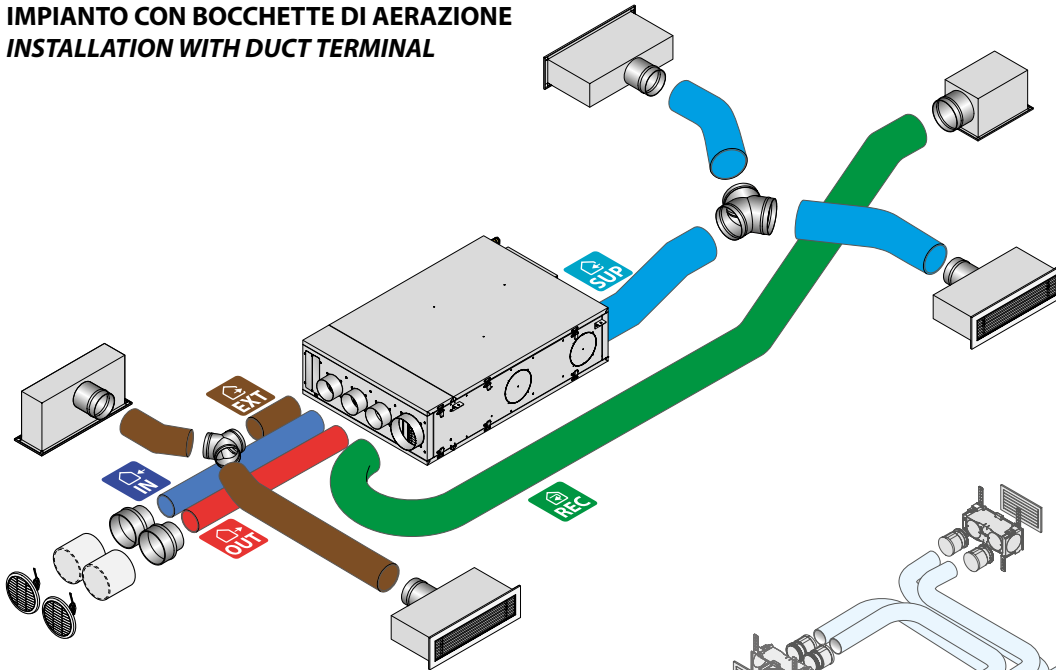 IMPIANTO CON BOCCHETTE DI AERAZIONE
INSTALLATION WITH DUCT TERMINAL
SUP
EXT
IN
OUT
REC